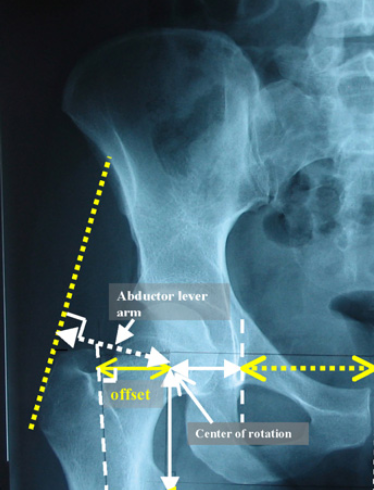 Abductor lever
arm
offset
Center of rotation